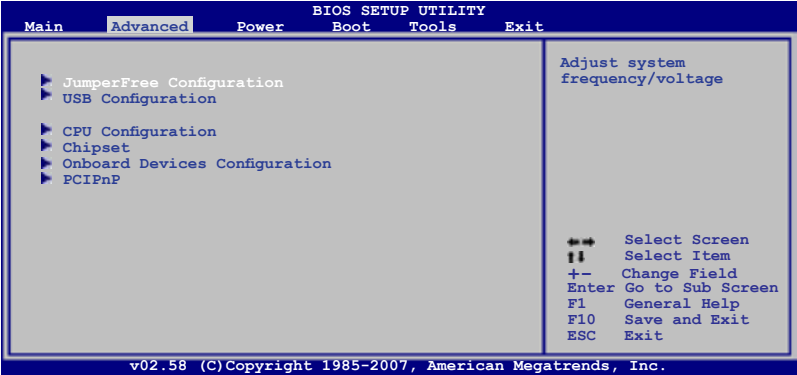 BIOS SETUP UTILITY
Main Advanced Power Boot Tools Exit
JumperFree Configuration
USB Configuration
CPU Configuration
Chipset
Onboard Devices Configuration
PCIPnP
Adjust system
frequency/voltage
Select Screen
Select Item
+- Change Field
Enter Go to Sub Screen
F1 General Help
F10 Save and Exit
ESC Exit
v02.58 (C)Copyright 1985-2007, American Megatrends, Inc.